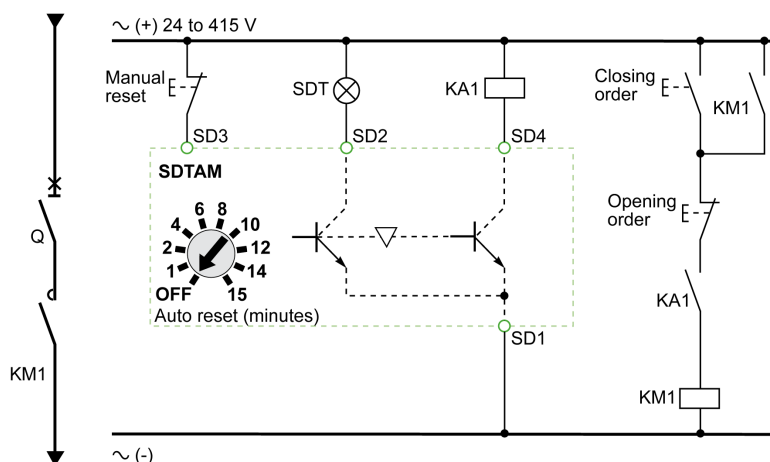 ∼ (+) 24 to 415 V
Manual
reset
SDT
KA1
Closing
order
KM1
SD3
SD2
SD4
SDTAM
Opening
order
Q
6 8
4 10
2 12
1 14
OFF 15
Auto reset (minutes)
KA1
SD1
KM1
KM1
∼ (-)